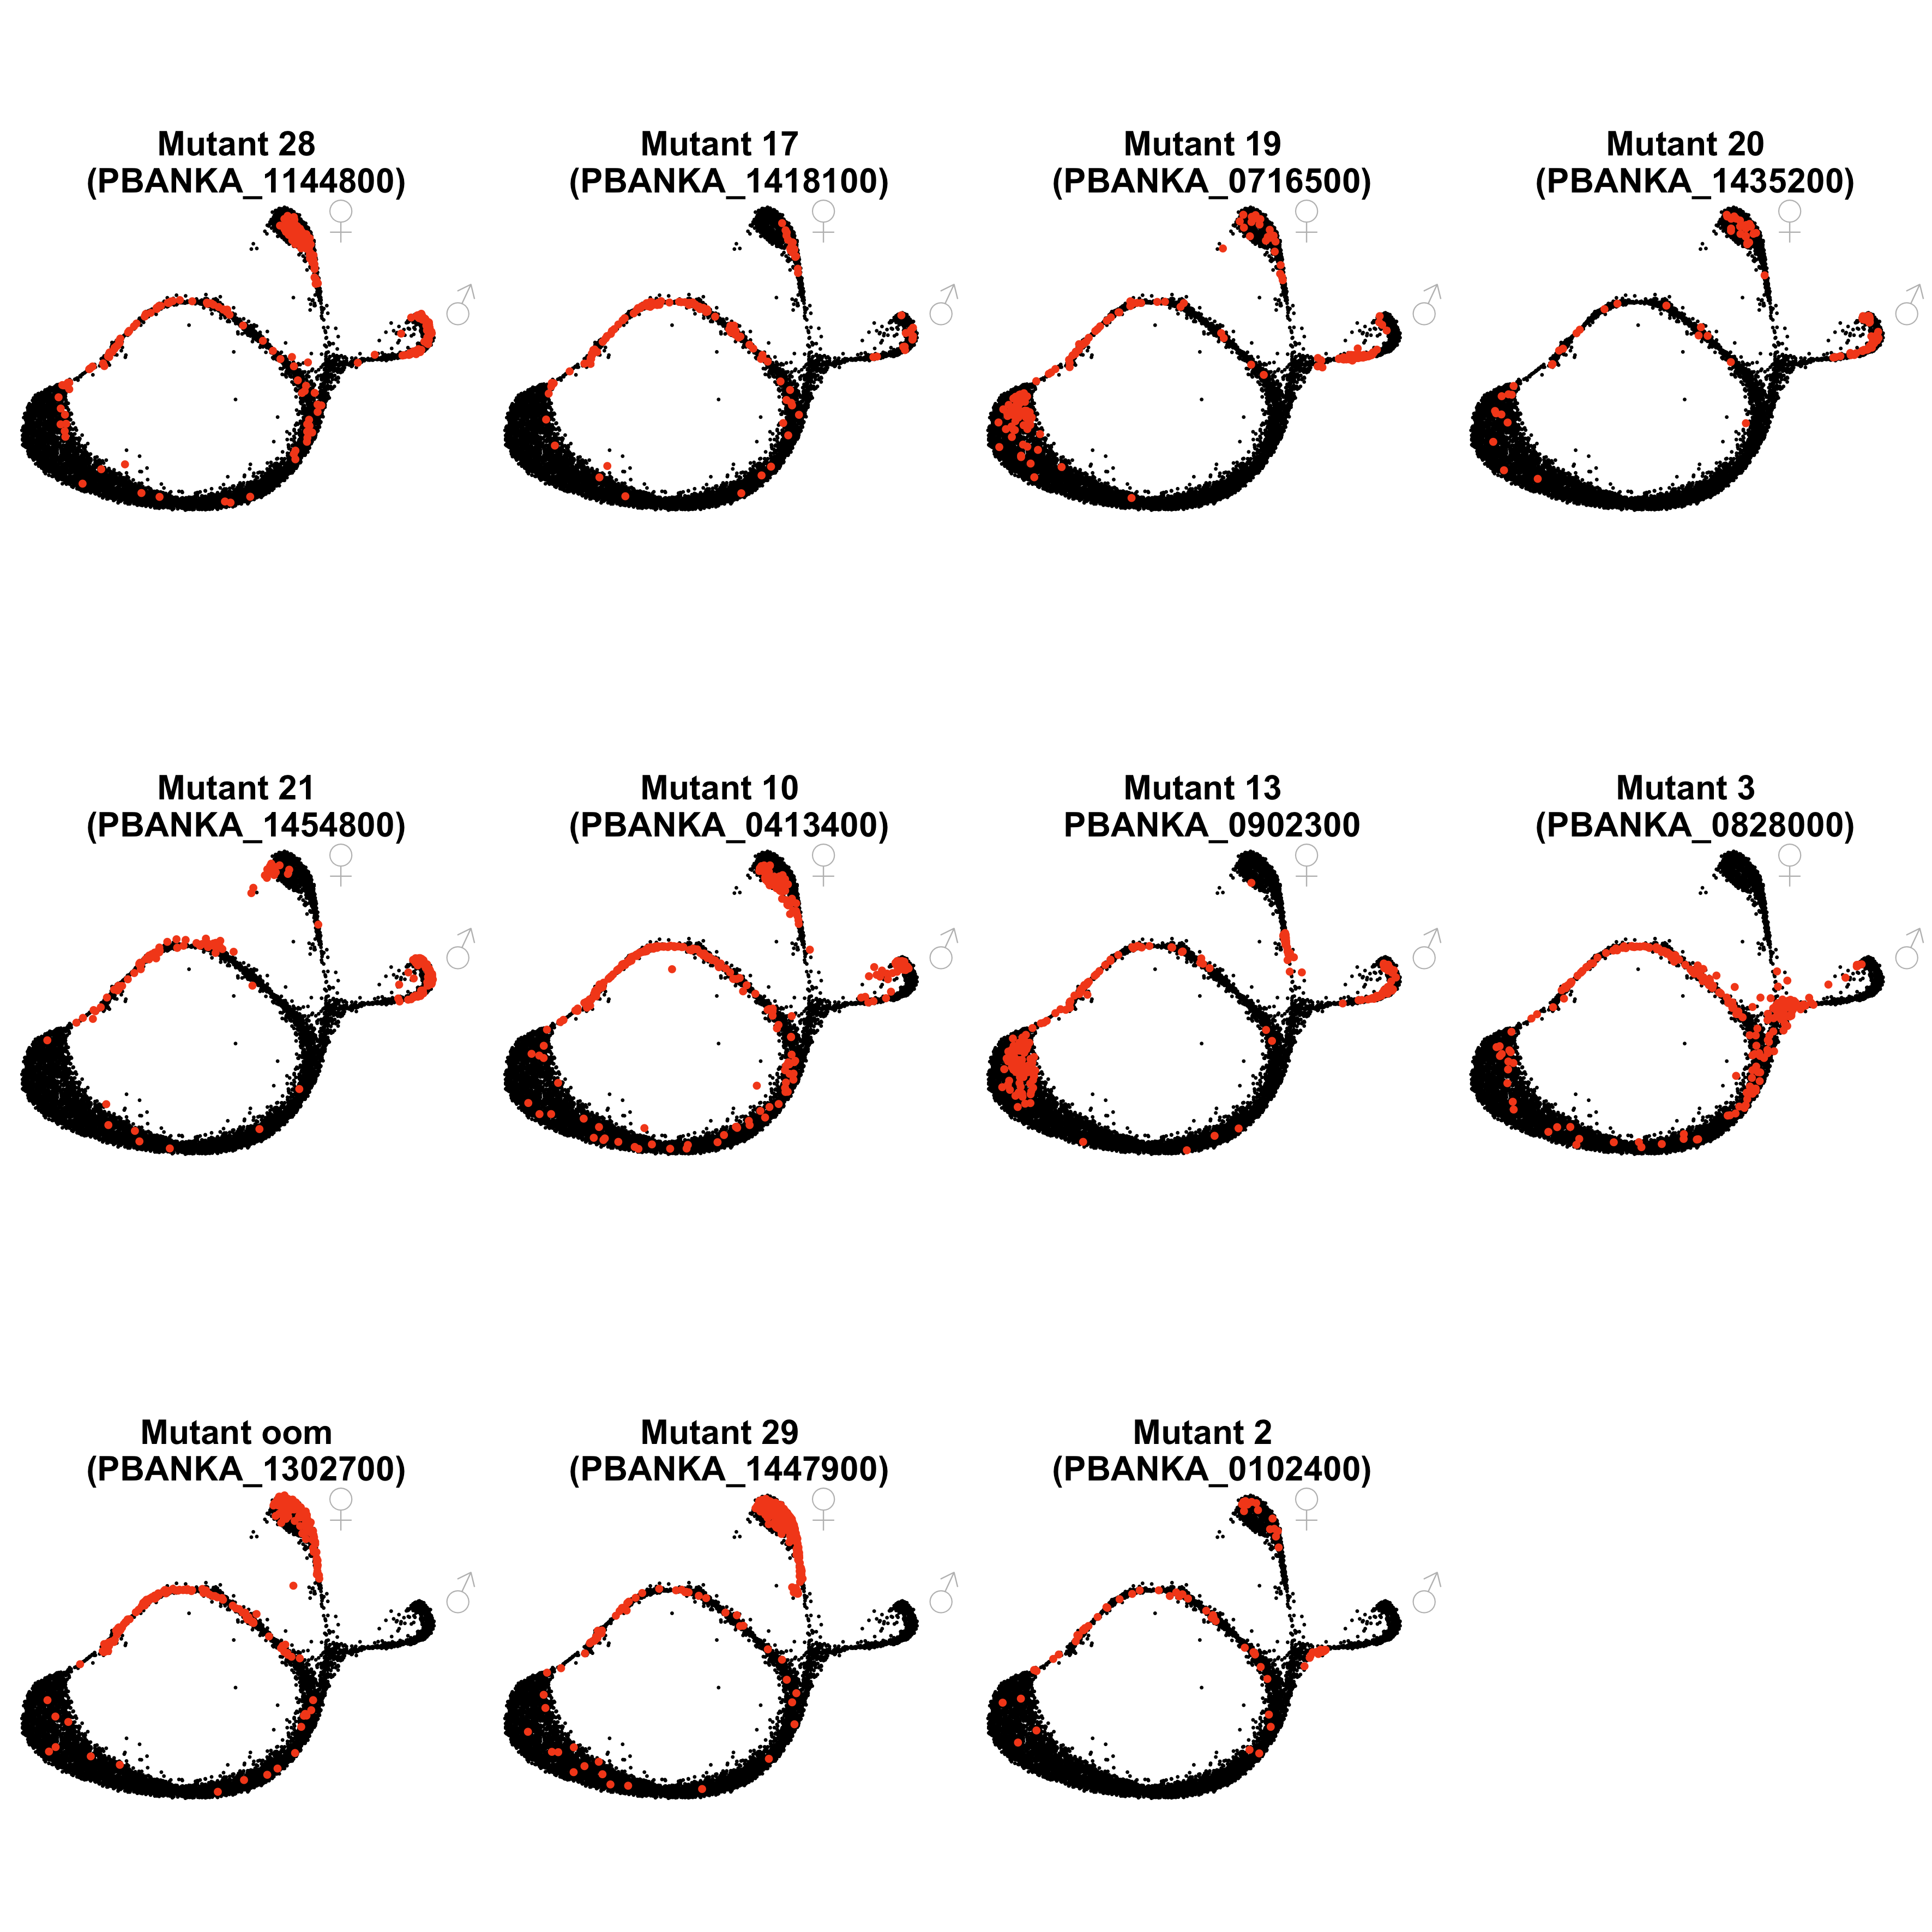 Mutant 28
(PBANKA_1144800)
Mutant 17
(PBANKA_1418100)
Mutant 19
(PBANKA_0716500)
Mutant 20
(PBANKA_1435200)
♀
♂
♀
♂
♀
♂
♀
♂
Mutant 21
(PBANKA_1454800)
Mutant 10
(PBANKA_0413400)
Mutant 13
PBANKA_0902300
Mutant 3
(PBANKA_0828000)
♀
♂
♀
♂
♀
♂
♀
♂
Mutant oom
(PBANKA_1302700)
Mutant 29
(PBANKA_1447900)
Mutant 2
(PBANKA_0102400)
♀
♂
♀
♂
♀
♂